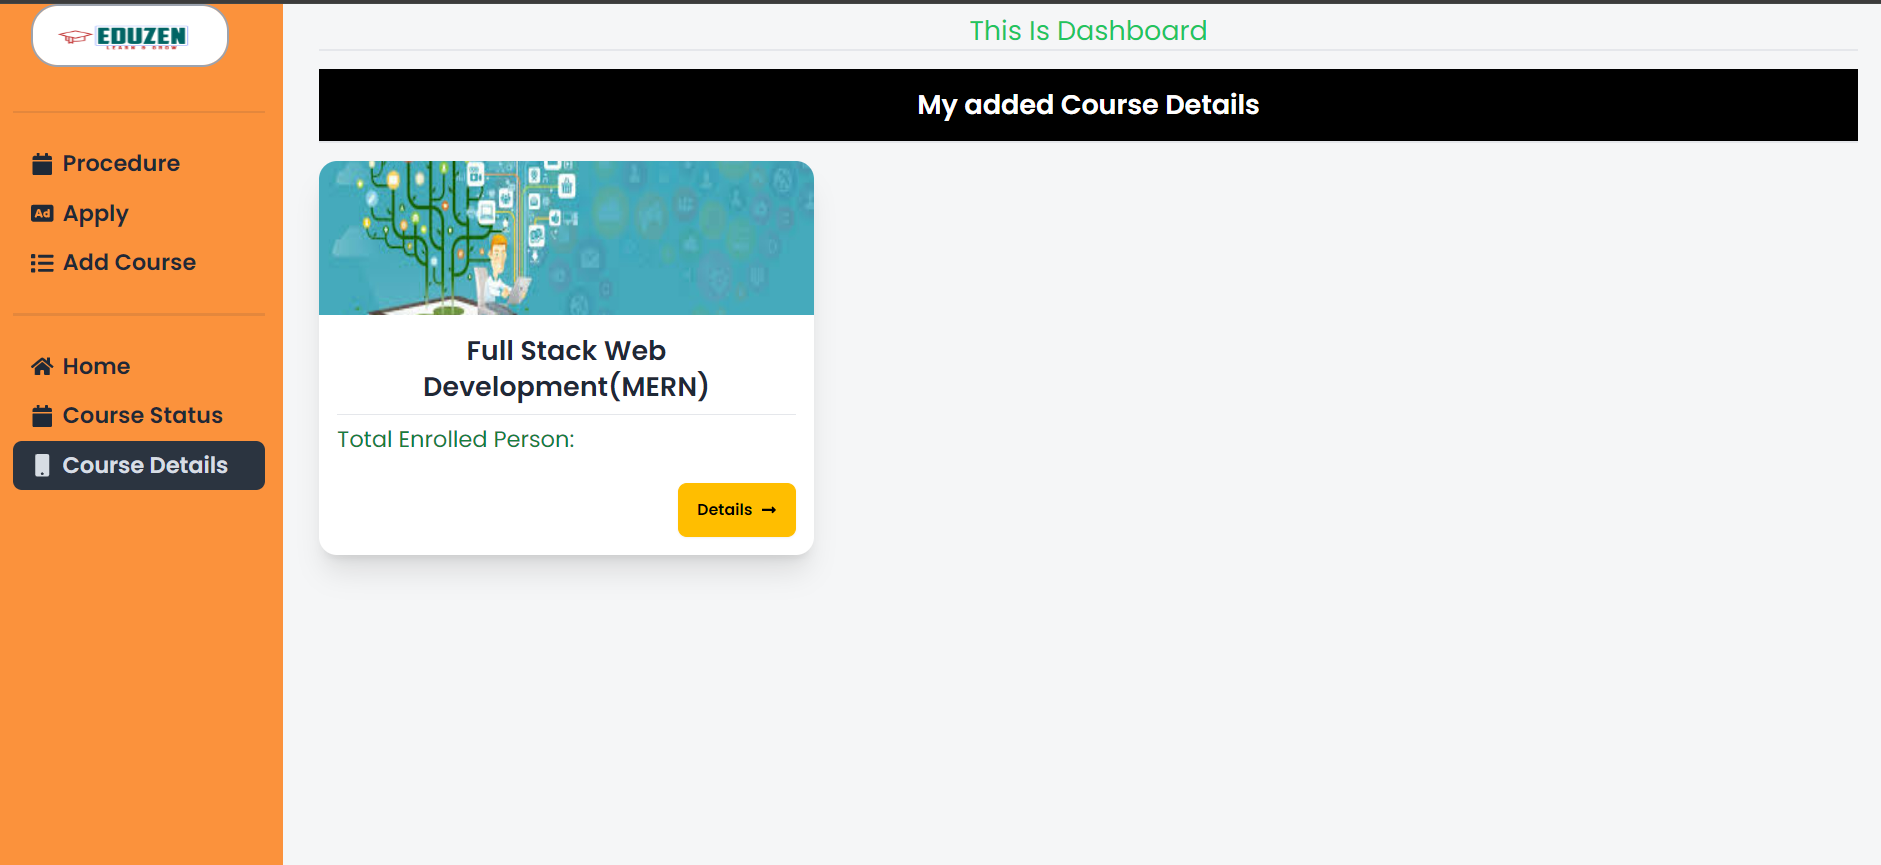 EDUZEN
LEARN & GROW
This Is Dashboard
My added Course Details
Procedure
Ad
Apply
Add Course
Home
Course Status
Course Details
Full Stack Web
Development(MERN)
Total Enrolled Person:
Details